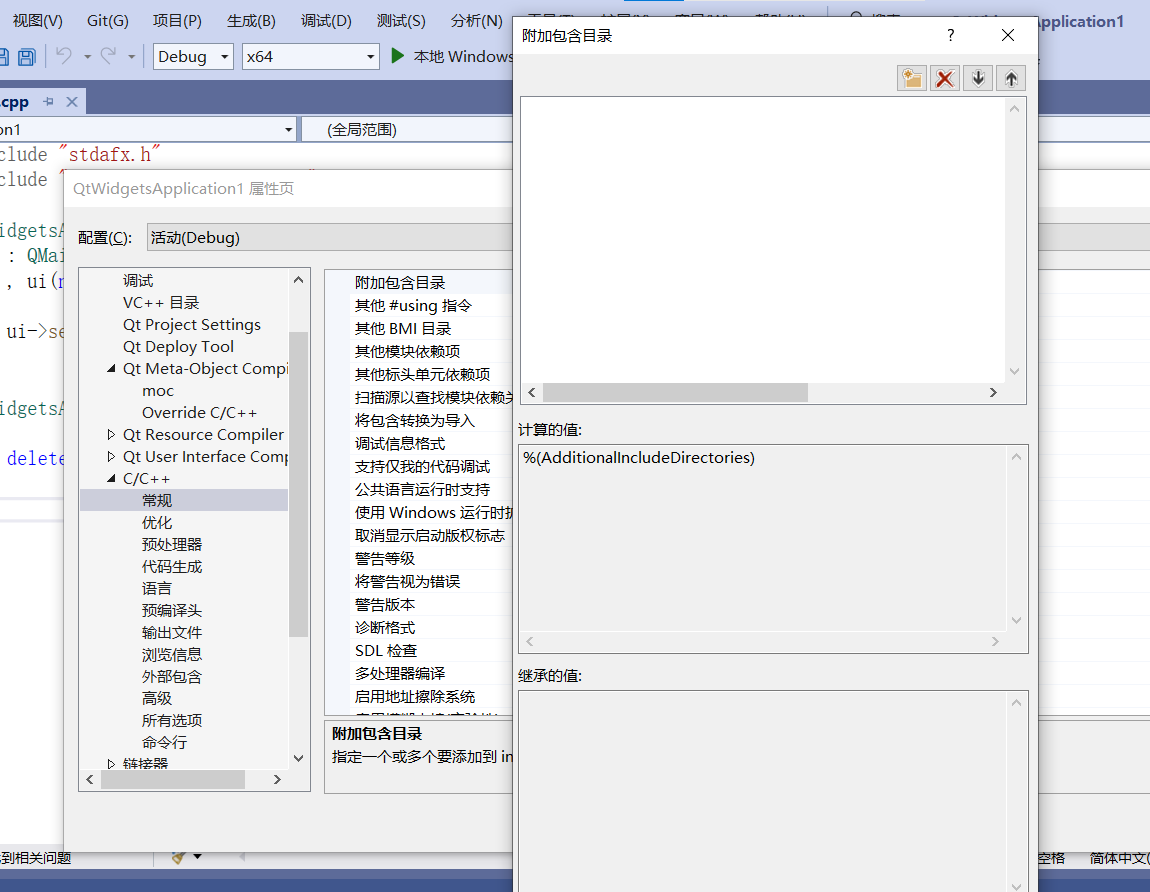 视图(V) Git(G) 项目(P) 生成(B) 调试(D) 测试(S) 分析(N)
Application1
Debug x64 本地 Windows
.cpp
on1 (全局范围)
clude "stdafx.h"
clude "
idgetsA
: QMai
, ui(n
ui->se
idgetsA
delete
QtWidgetsApplication1 属性页
配置(C): 活动(Debug)
调试
VC++ 目录
Qt Project Settings
Qt Deploy Tool
Qt Meta-Object Compi
moc
Override C/C++
Qt Resource Compiler
Qt User Interface Comp
C/C++
常规
优化
预处理器
代码生成
语言
预编译头
输出文件
浏览信息
外部包含
高级
所有选项
命令行
链接器
附加包含目录
其他 #using 指令
其他 BMI 目录
其他模块依赖项
其他标头单元依赖项
扫描源以查找模块依赖关
将包含转换为导入
调试信息格式
支持仅我的代码调试
公共语言运行时支持
使用 Windows 运行时扩
取消显示启动版权标志
警告等级
将警告视为错误
警告版本
诊断格式
SDL 检查
多处理器编译
启用地址擦除系统
附加包含目录
指定一个或多个要添加到 in
附加包含目录
?
计算的值:
%(AdditionalIncludeDirectories)
继承的值:
到相关问题
空格 简体中文(